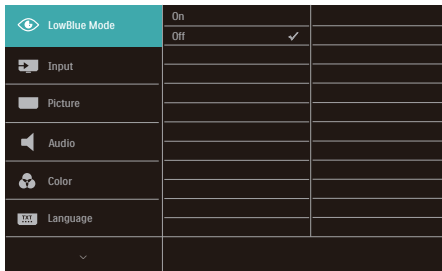 LowBlue Mode
On
Off
Input
Picture
Audio
Color
TXT
Language